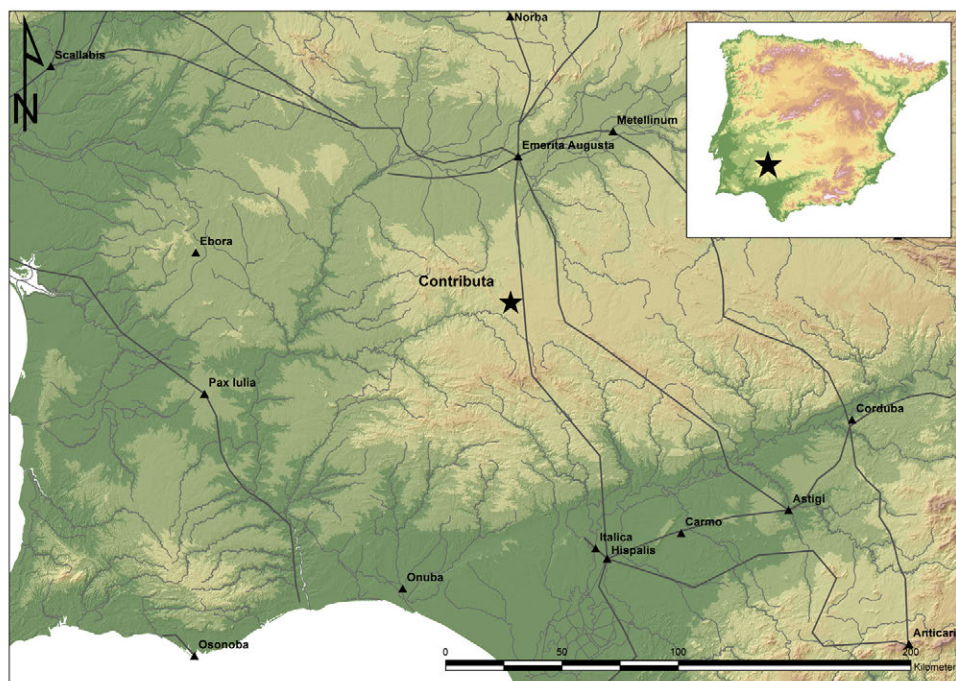 Norba
Scallabis
N
Metellinum
Emerita Augusta
Ebora
Contributa
Pax Iulia
Corduba
Astigi
Carmo
Italica
Hispalis
Onuba
Anticari
Osonoba
0 25 50 100 200
Kilometer